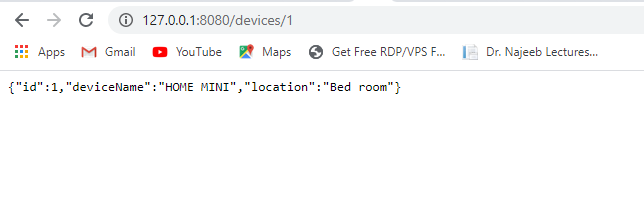 127.0.0.1:8080/devices/1
Apps Gmail YouTube Maps Get Free RDP/VPS F... Dr. Najeeb Lectures...
{"id":1,"deviceName":"HOME MINI","location":"Bed room"}